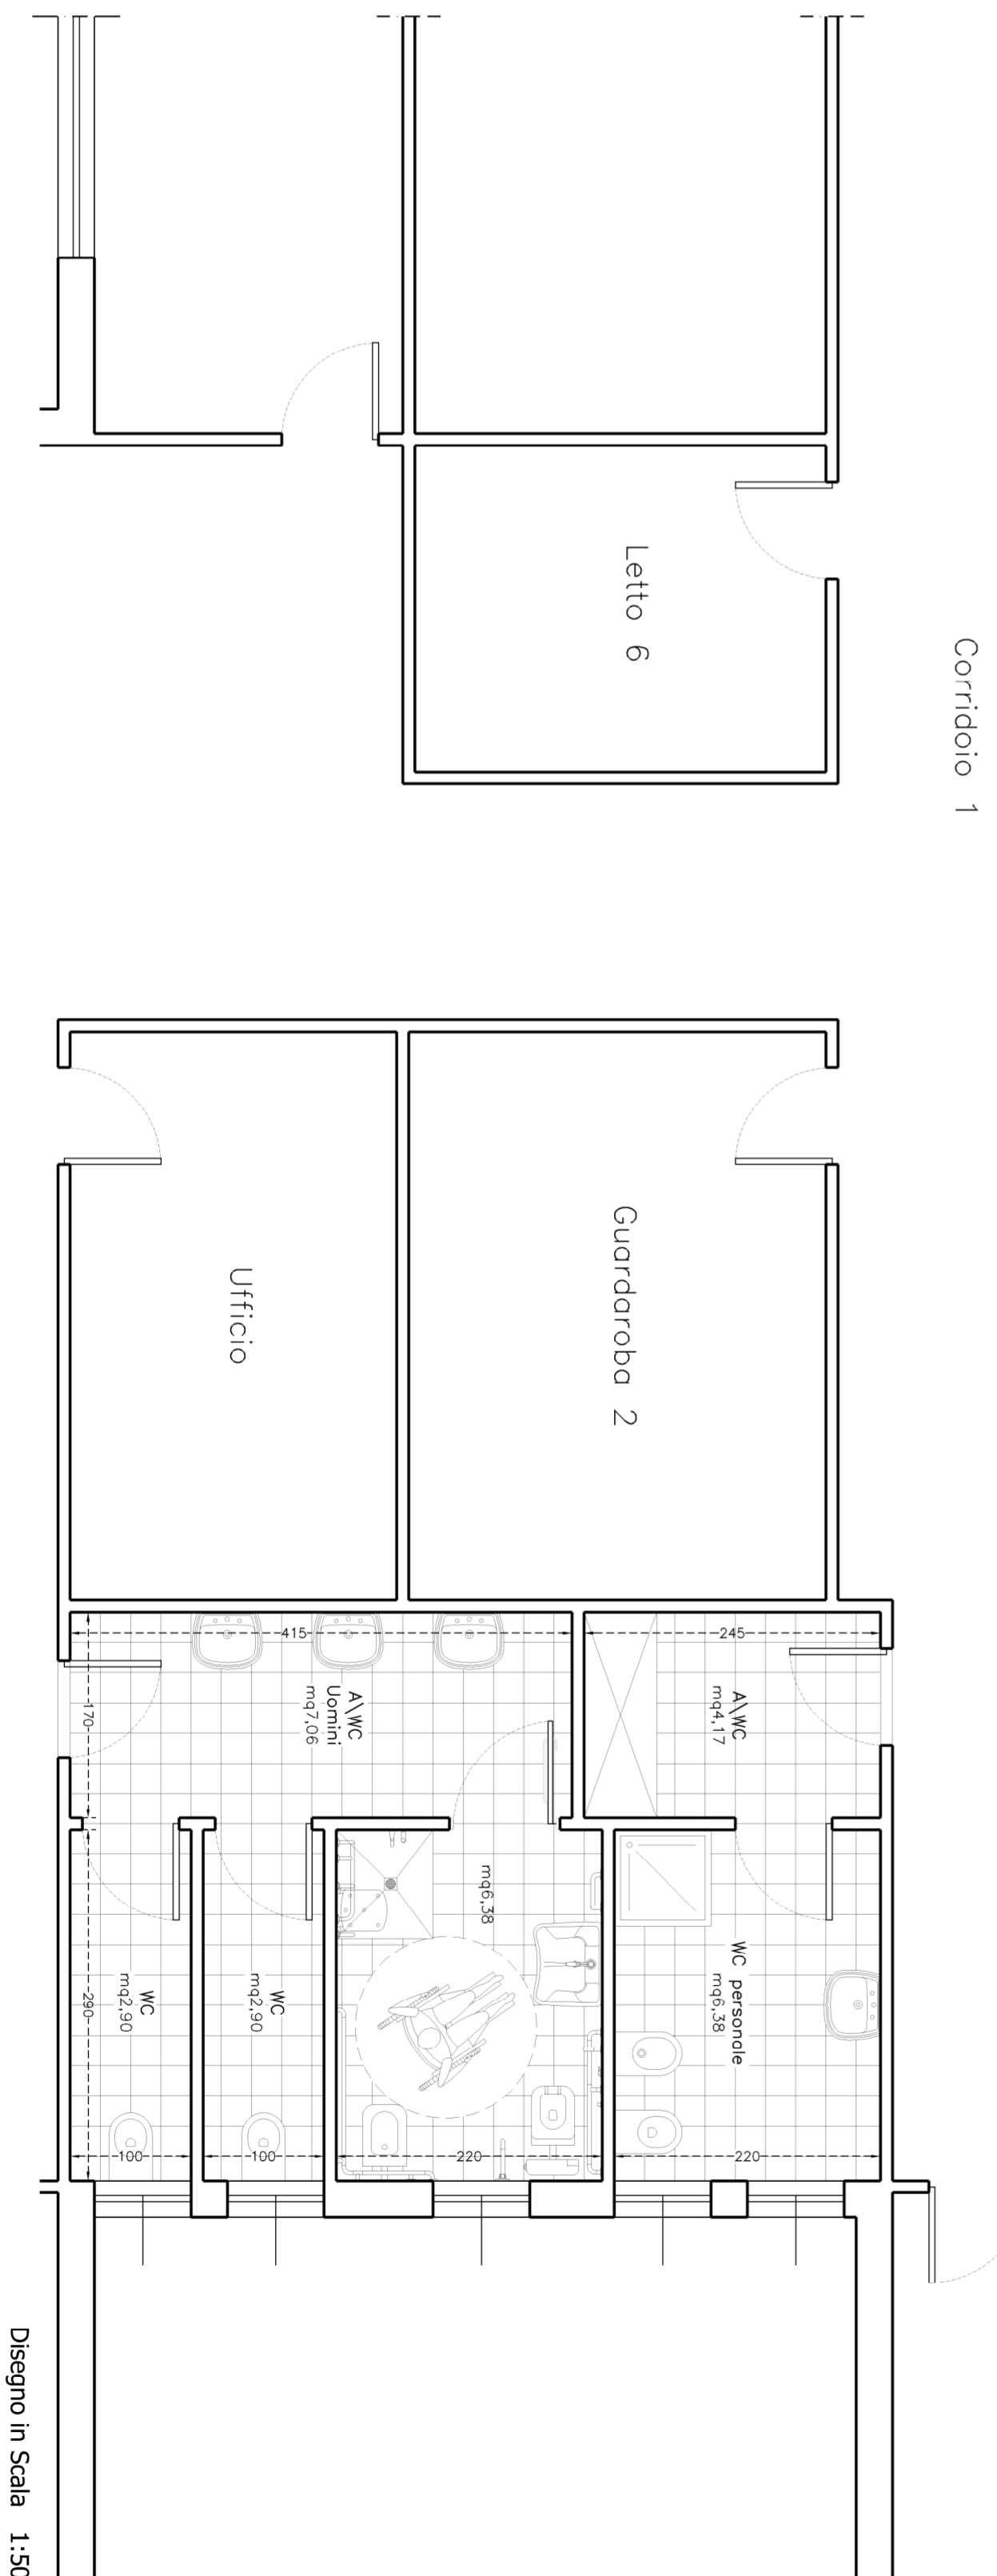 Corridoio 1
Letto 6
Guardaroba 2
Ufficio
415
245
170
A\WC
Uomini
mq7,06
A\WC
mq4,17
mq6,38
WC personale
mq6,38
WC
mq2,90
WC
mq2,90
290
100
100
220
220
Disegno in Scala 1:50